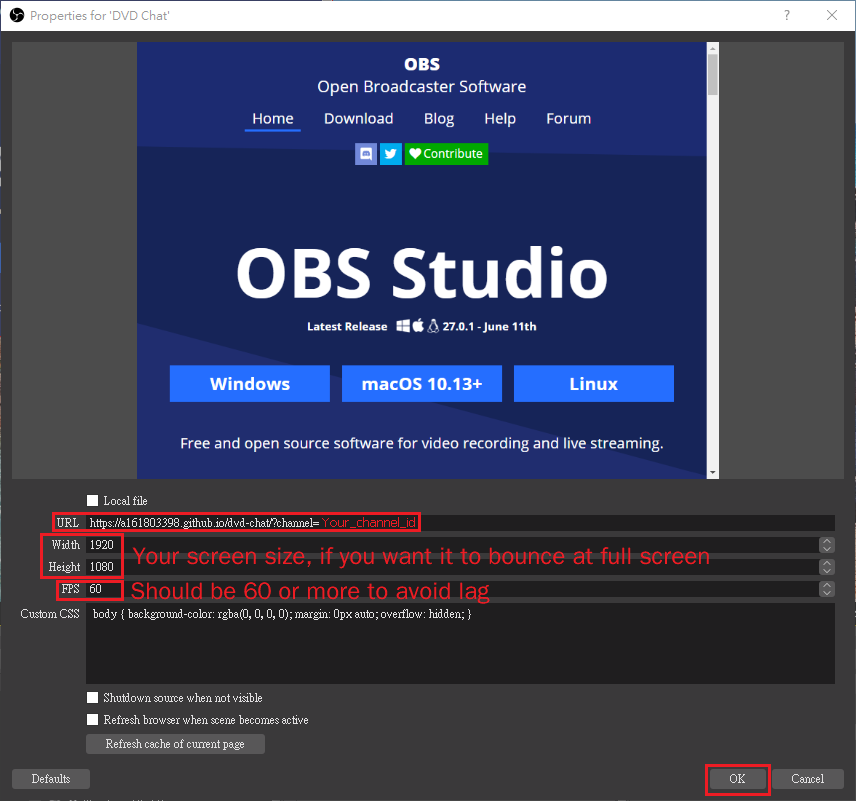 Properties for 'DVD Chat'
OBS
Open Broadcaster Software
Home Download Blog Help Forum
Contribute
OBS Studio
Latest Release 27.0.1 - June 11th
Windows macOS 10.13+ Linux
Free and open source software for video recording and live streaming.
Local file
URL https://a161803398.github.io/dvd-chat/?channel= Your_channel_id
Width 1920
Your screen size, if you want it to bounce at full screen
Height 1080
FPS 60 Should be 60 or more to avoid lag
Custom CSS body { background-color: rgba(0, 0, 0, 0); margin: 0px auto; overflow: hidden; }
Shutdown source when not visible
Refresh browser when scene becomes active
Refresh cache of current page
Defaults OK Cancel